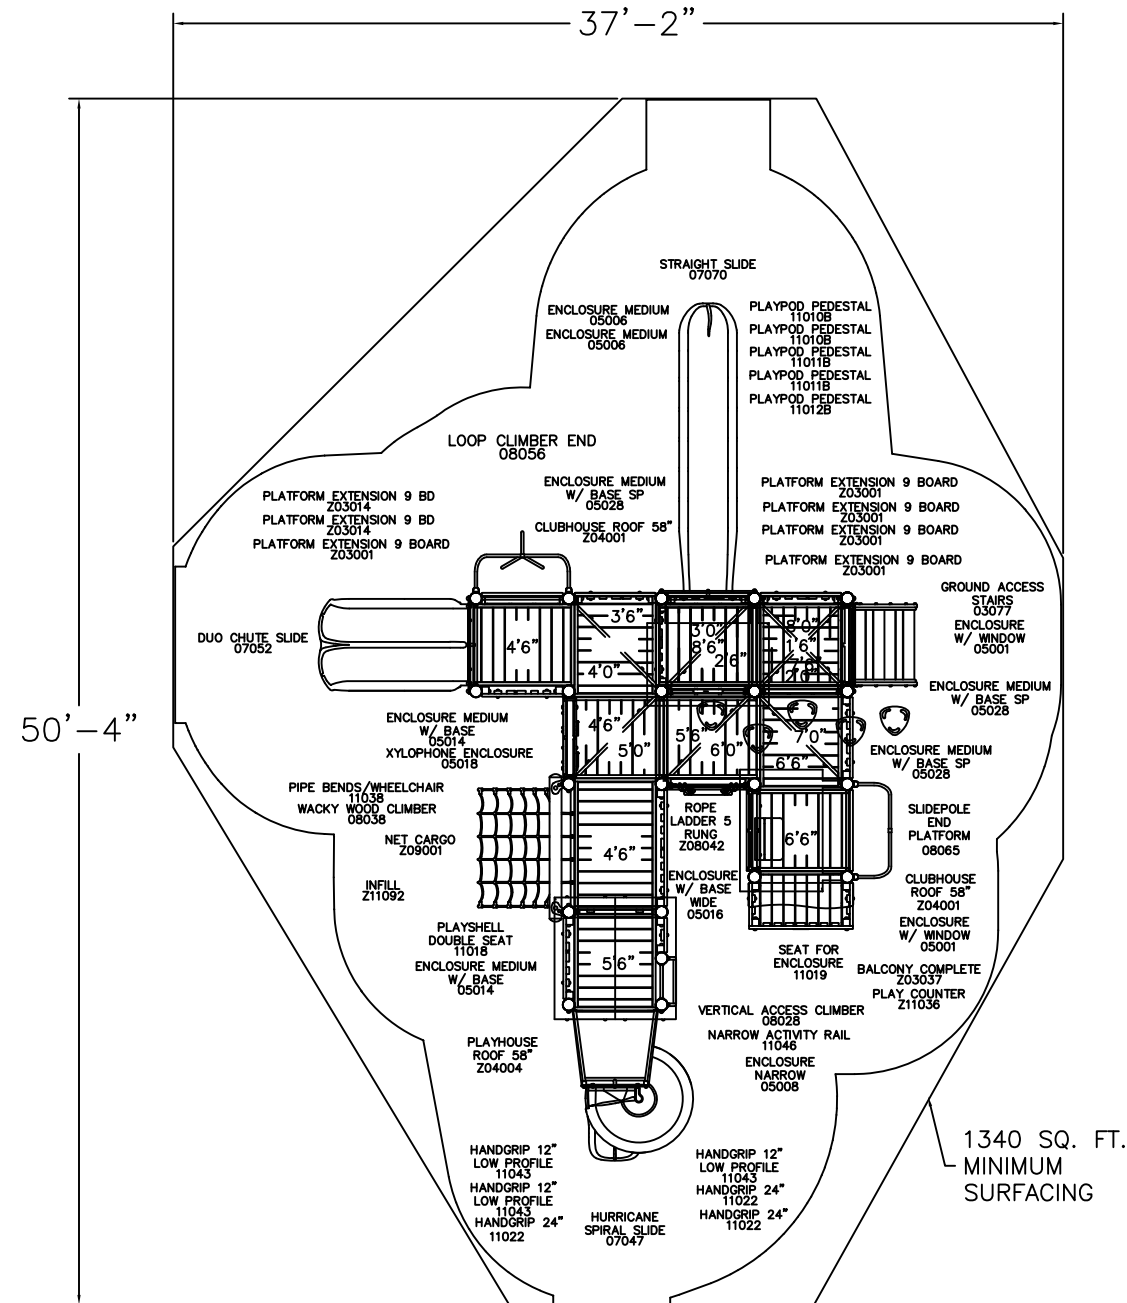 37'-2"
50'-4"
STRAIGHT SLIDE
07070
ENCLOSURE MEDIUM
05006
ENCLOSURE MEDIUM
05006
PLAYPOD PEDESTAL
11010B
PLAYPOD PEDESTAL
11010B
PLAYPOD PEDESTAL
11011B
PLAYPOD PEDESTAL
11011B
PLAYPOD PEDESTAL
11012B
LOOP CLIMBER END
08056
PLATFORM EXTENSION 9 BD
Z03014
PLATFORM EXTENSION 9 BD
Z03014
PLATFORM EXTENSION 9 BOARD
Z03001
ENCLOSURE MEDIUM
W/ BASE SP
05028
CLUBHOUSE ROOF 58"
Z04001
PLATFORM EXTENSION 9 BOARD
Z03001
PLATFORM EXTENSION 9 BOARD
Z03001
PLATFORM EXTENSION 9 BOARD
Z03001
PLATFORM EXTENSION 9 BOARD
Z03001
GROUND ACCESS
STAIRS
03077
ENCLOSURE
W/ WINDOW
05001
DUO CHUTE SLIDE
07052
4'6"
3'6"
4'0"
3'0"
8'6"
2'6"
8'0"
1'6"
2'0"
4'6"
5'0"
5'6"
6'0"
7'0"
6'6"
6'6"
4'6"
5'6"
ENCLOSURE MEDIUM
W/ BASE SP
05028
ENCLOSURE MEDIUM
W/ BASE SP
05028
ENCLOSURE MEDIUM
W/ BASE
05014
XYLOPHONE ENCLOSURE
05018
PIPE BENDS/WHEELCHAIR
11038
WACKY WOOD CLIMBER
08038
NET CARGO
Z09001
INFILL
Z11092
ROPE
LADDER 5
RUNG
Z08042
ENCLOSURE
W/ BASE
WIDE
05016
SLIDEPOLE
END
PLATFORM
08065
CLUBHOUSE
ROOF 58"
Z04001
ENCLOSURE
W/ WINDOW
05001
PLAYSHELL
DOUBLE SEAT
11018
ENCLOSURE MEDIUM
W/ BASE
05014
SEAT FOR
ENCLOSURE
11019
BALCONY COMPLETE
Z03037
PLAY COUNTER
Z11036
VERTICAL ACCESS CLIMBER
08028
NARROW ACTIVITY RAIL
11046
ENCLOSURE
NARROW
05008
PLAYHOUSE
ROOF 58"
Z04004
HANDGRIP 12"
LOW PROFILE
11043
HANDGRIP 12"
LOW PROFILE
11043
HANDGRIP 24"
11022
HURRICANE
SPIRAL SLIDE
07047
HANDGRIP 12"
LOW PROFILE
11043
HANDGRIP 24"
11022
HANDGRIP 24"
11022
1340 SQ. FT.
MINIMUM
SURFACING